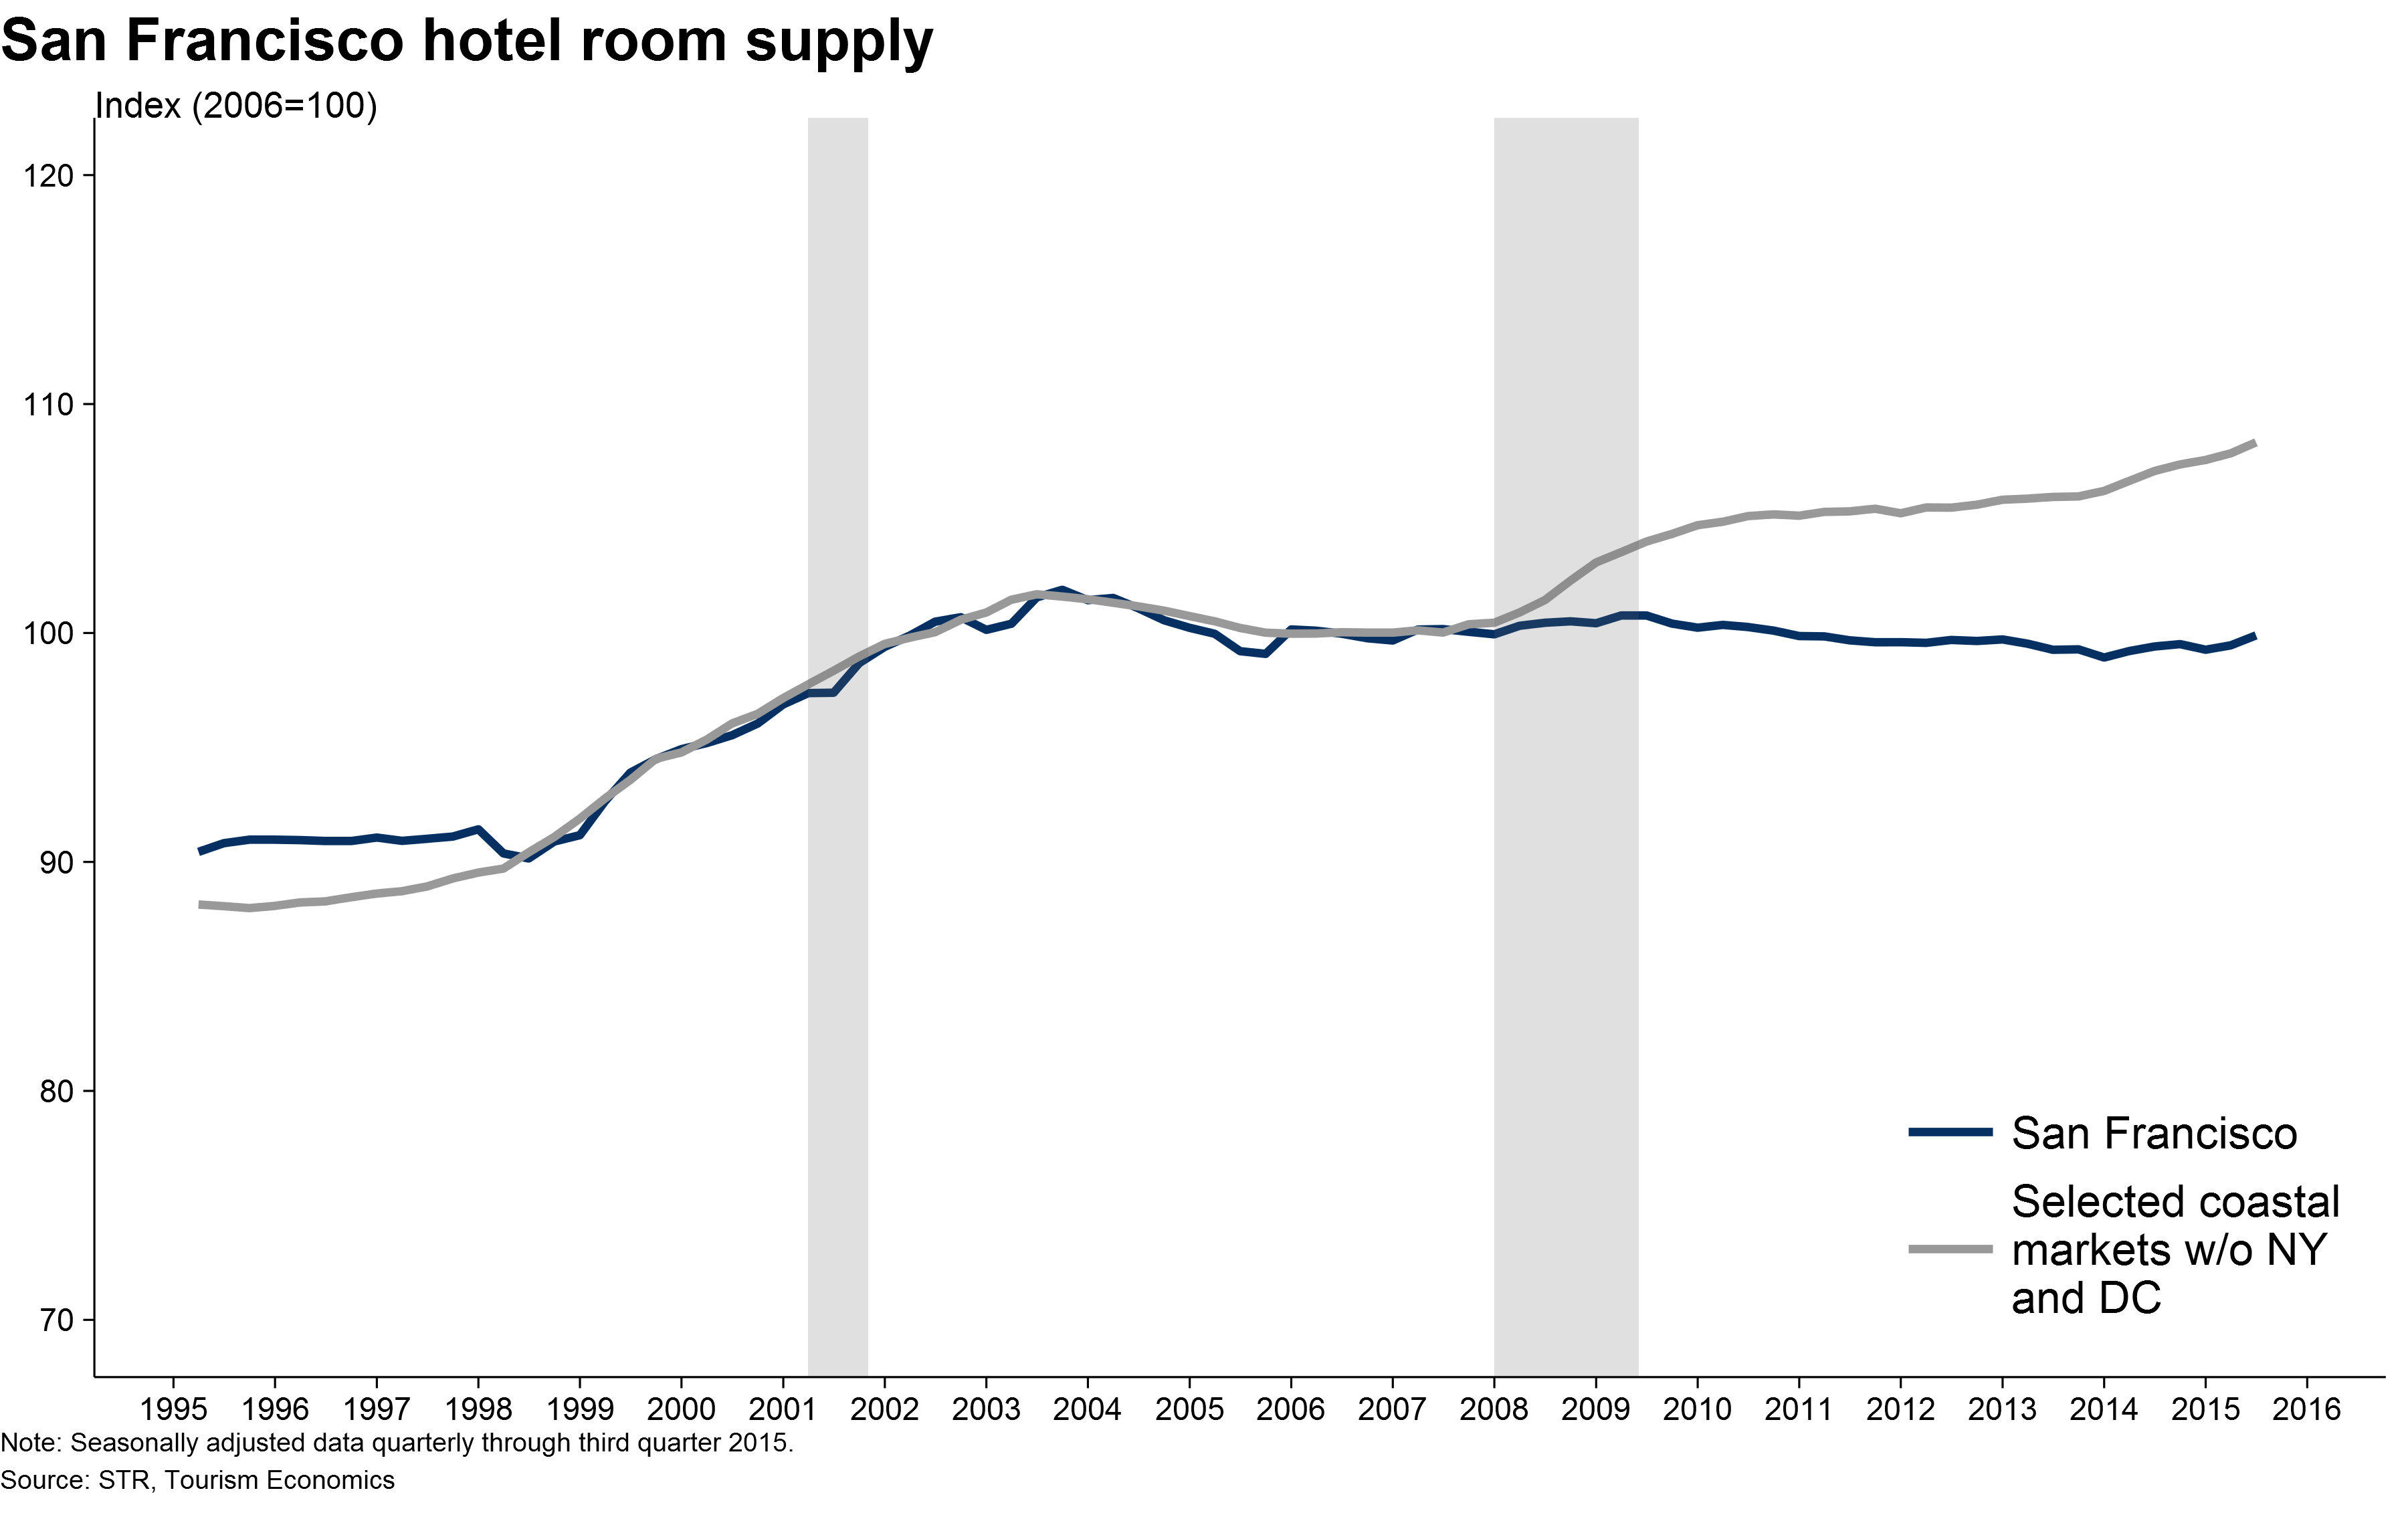 San Francisco hotel room supply
Index (2006=100)
120
110
100
90
80
70
San Francisco
Selected coastal
markets w/o NY
and DC
1995 1996 1997 1998 1999 2000 2001 2002 2003 2004 2005 2006 2007 2008 2009 2010 2011 2012 2013 2014 2015 2016
Note: Seasonally adjusted data quarterly through third quarter 2015.
Source: STR, Tourism Economics